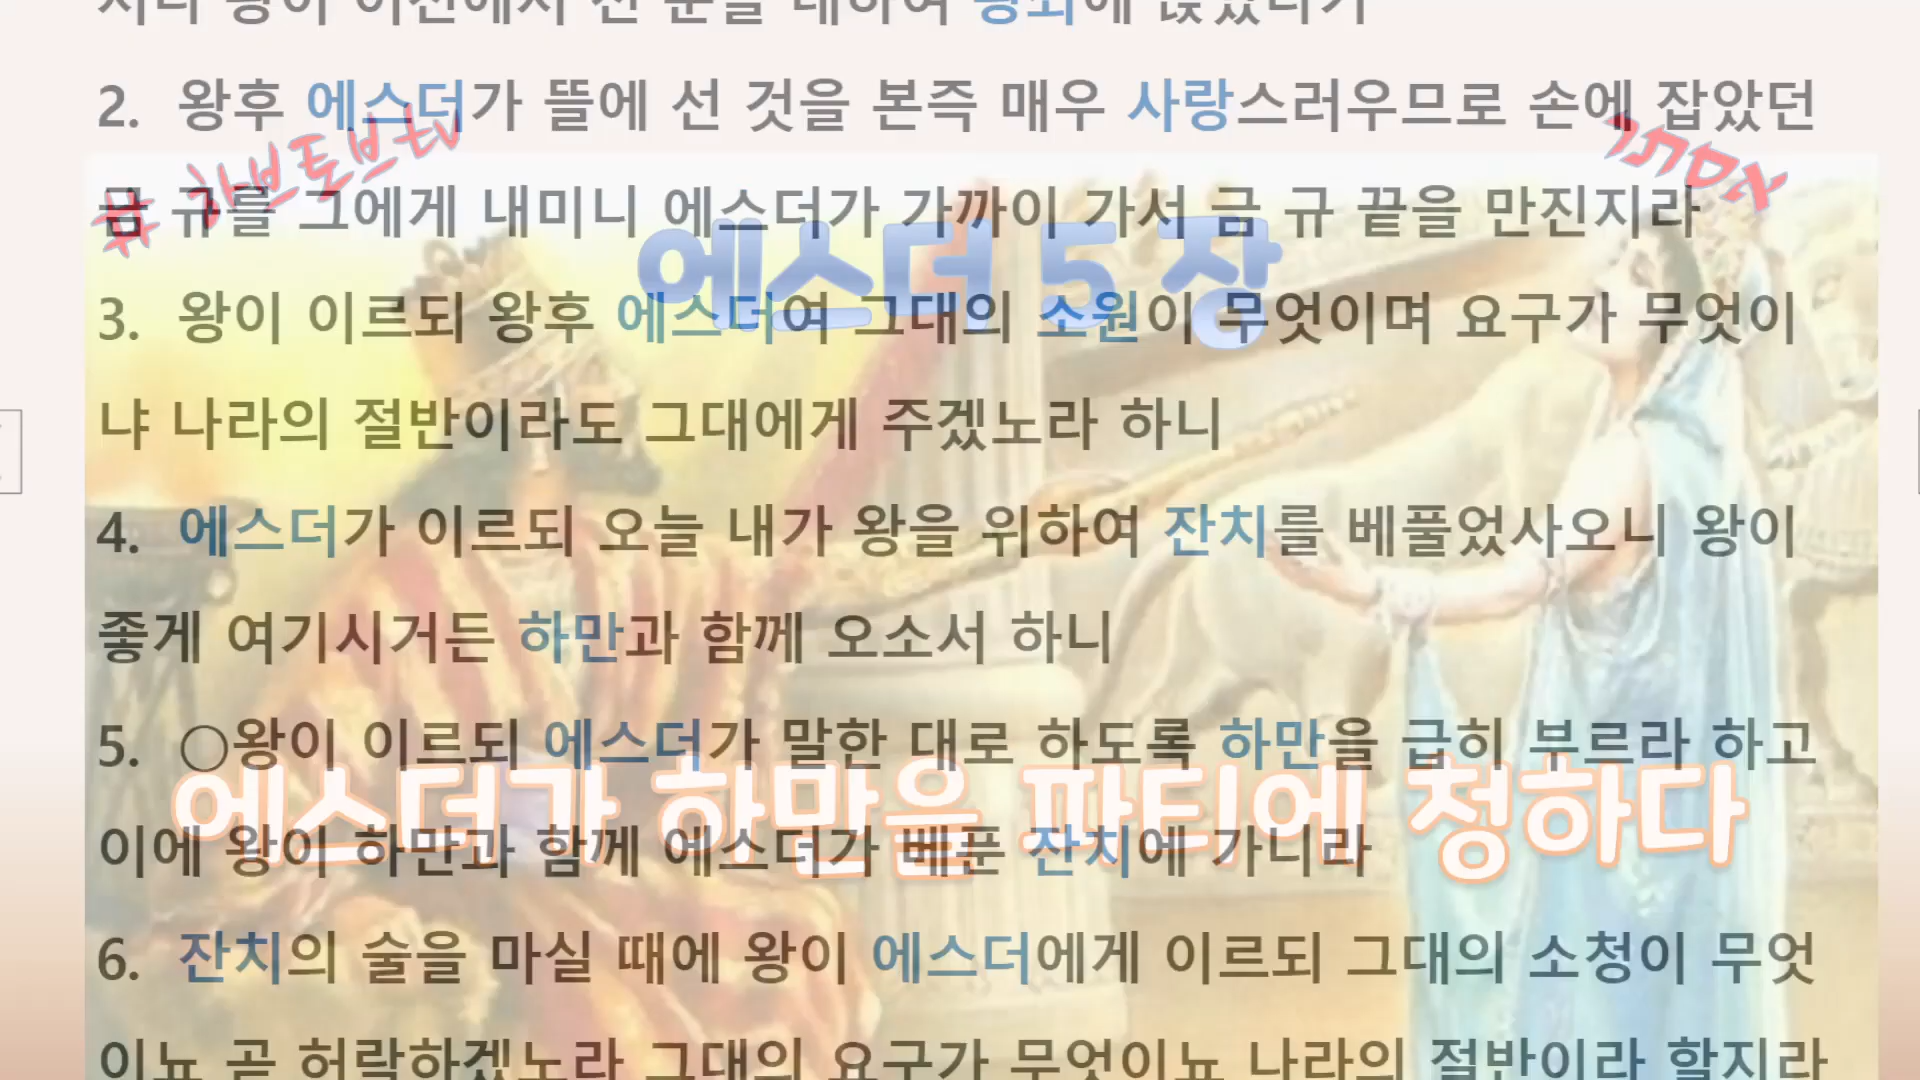 2. 왕후 에스더가 뜰에 선 것을 본즉 매우 사랑스러우므로 손에 잡았던
# 하브토브tv
אסתר
금 규를 그에게 내미니 에스더가 가까이 가서 금 규 끝을 만진지라
에스더 5 장
3. 왕이 이르되 왕후 에스더여 그대의 소원이 무엇이며 요구가 무엇이
냐 나라의 절반이라도 그대에게 주겠노라 하니
4. 에스더가 이르되 오늘 내가 왕을 위하여 잔치를 베풀었사오니 왕이
좋게 여기시거든 하만과 함께 오소서 하니
5. ○왕이 이르되 에스더가 말한 대로 하도록 하만을 급히 부르라 하고
에스더가 하만을 파티에 청하다
이에 왕이 하만과 함께 에스더가 베푼 잔치에 가니라
6. 잔치의 술을 마실 때에 왕이 에스더에게 이르되 그대의 소청이 무엇
이뇨 곧 허락하겠노라 그대의 요구가 무엇이뇨 나라의 절반이라 할지라